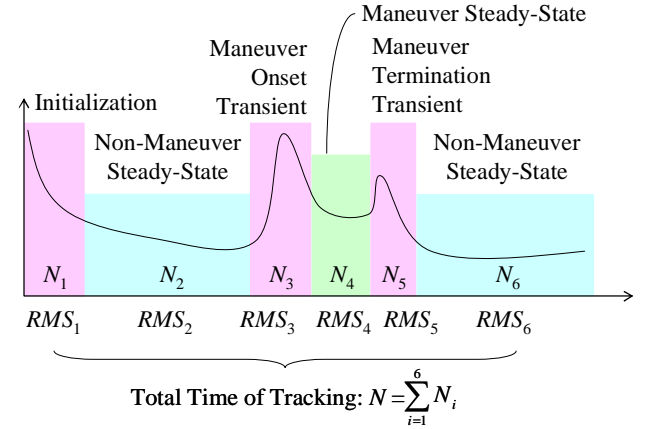 Maneuver Steady-State
Maneuver
Onset
Transient
Maneuver
Termination
Transient
Initialization
Non-Maneuver
Steady-State
Non-Maneuver
Steady-State
N₁ N₂ N₃ N₄ N₅ N₆
RMS₁ RMS₂ RMS₃ RMS₄ RMS₅ RMS₆
Total Time of Tracking: N = ∑_{i=1}^{6} N_i